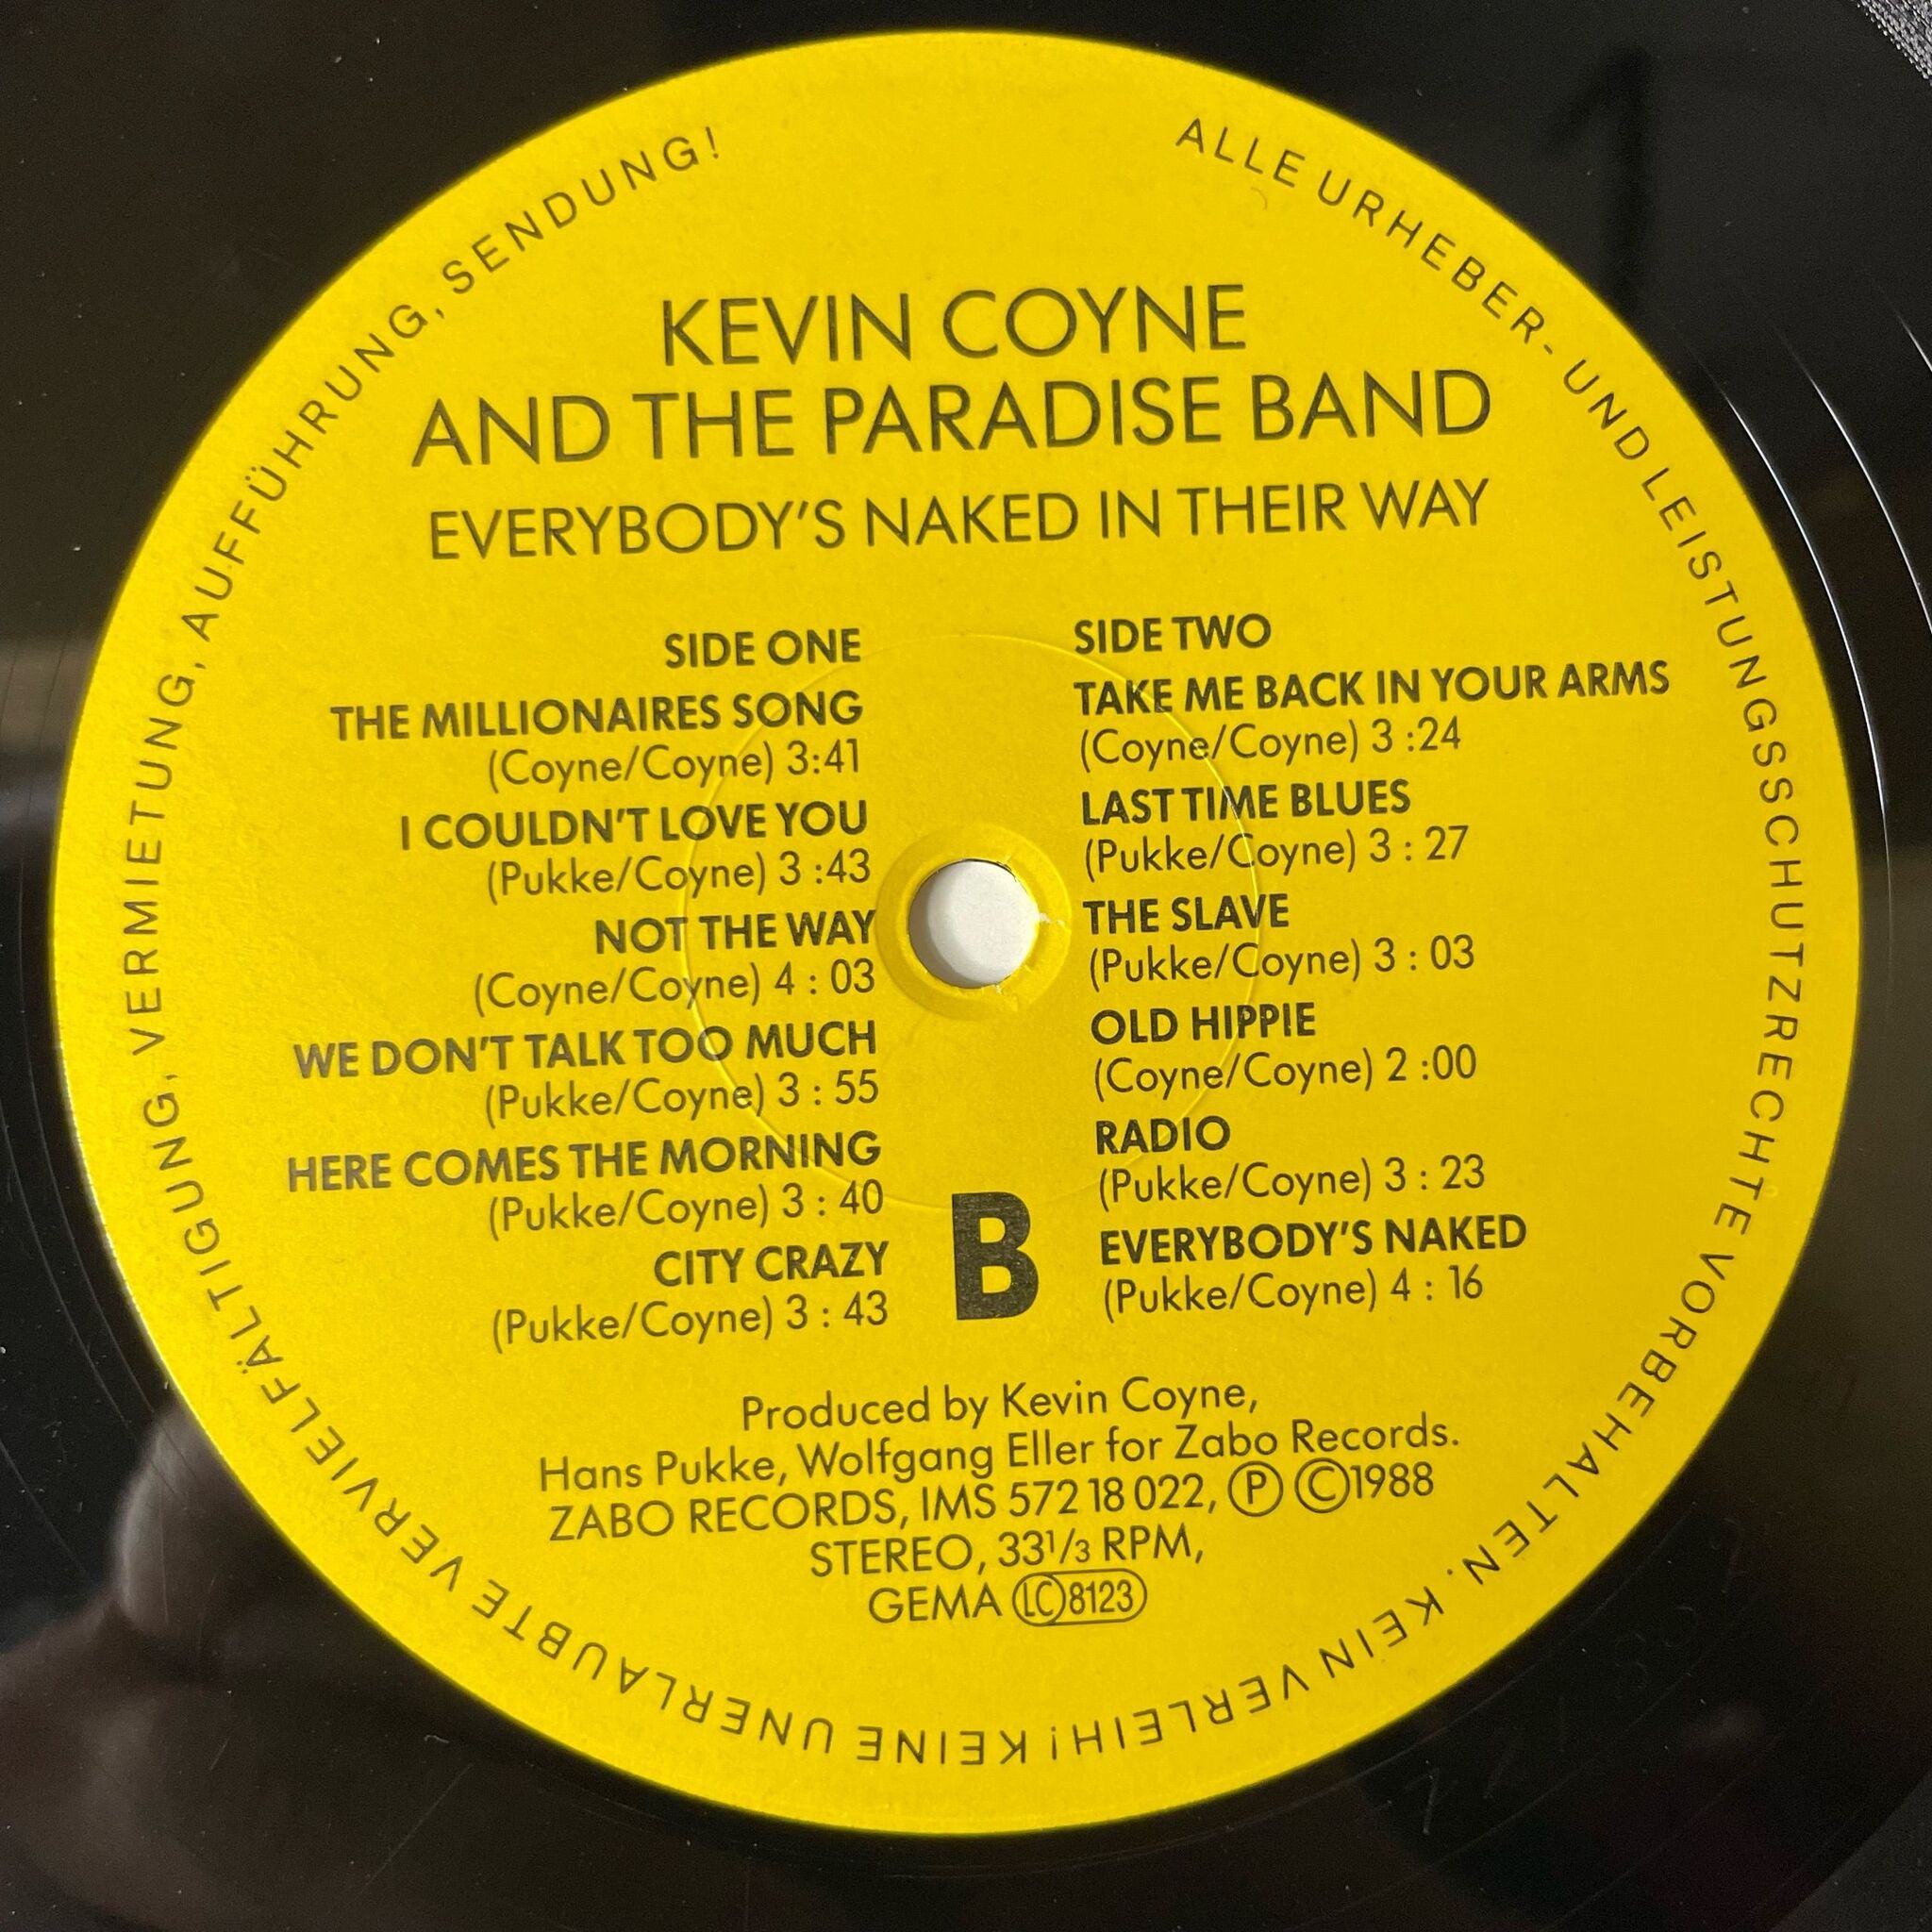 ALLE URHEBER- UND LEISTUNGSSCHUTZRECHTE VORBEHALTEN. KEIN VERLEIH! KEINE UNERLAUBTE VERVIELFÄLTIGUNG, VERMIETUNG, AUFFÜHRUNG, SENDUNG!
KEVIN COYNE
AND THE PARADISE BAND
EVERYBODY'S NAKED IN THEIR WAY
SIDE ONE
THE MILLIONAIRES SONG
(Coyne/Coyne) 3:41
I COULDN'T LOVE YOU
(Pukke/Coyne) 3 :43
NOT THE WAY
(Coyne/Coyne) 4 : 03
WE DON'T TALK TOO MUCH
(Pukke/Coyne) 3 : 55
HERE COMES THE MORNING
(Pukke/Coyne) 3 : 40
CITY CRAZY
(Pukke/Coyne) 3 : 43
SIDE TWO
TAKE ME BACK IN YOUR ARMS
(Coyne/Coyne) 3 :24
LAST TIME BLUES
(Pukke/Coyne) 3 : 27
THE SLAVE
(Pukke/Coyne) 3 : 03
OLD HIPPIE
(Coyne/Coyne) 2 :00
RADIO
(Pukke/Coyne) 3 : 23
EVERYBODY'S NAKED
(Pukke/Coyne) 4 : 16
B
Produced by Kevin Coyne,
Hans Pukke, Wolfgang Eller for Zabo Records.
ZABO RECORDS, IMS 572 18 022, Ⓟ ©1988
STEREO, 33 1/3 RPM,
GEMA LC 8123